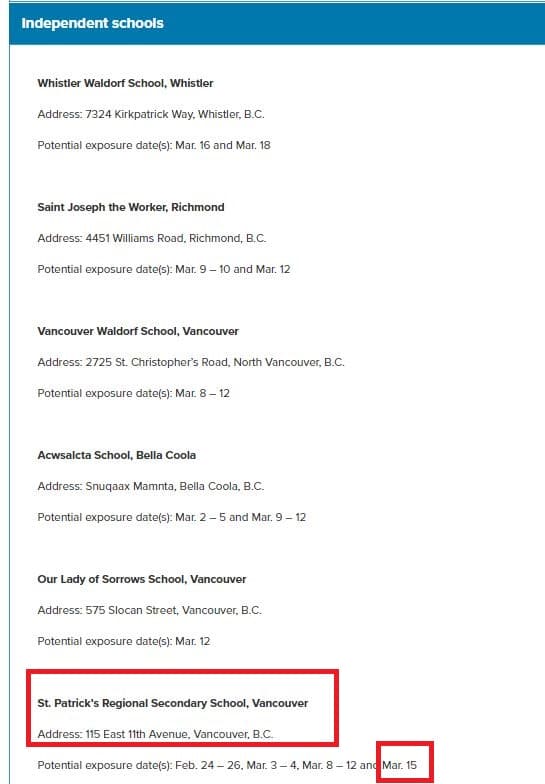 Independent schools
Whistler Waldorf School, Whistler
Address: 7324 Kirkpatrick Way, Whistler, B.C.
Potential exposure date(s): Mar. 16 and Mar. 18
Saint Joseph the Worker, Richmond
Address: 4451 Williams Road, Richmond, B.C.
Potential exposure date(s): Mar. 9 – 10 and Mar. 12
Vancouver Waldorf School, Vancouver
Address: 2725 St. Christopher's Road, North Vancouver, B.C.
Potential exposure date(s): Mar. 8 – 12
Acwsalcta School, Bella Coola
Address: Snuqaax Mamnta, Bella Coola, B.C.
Potential exposure date(s): Mar. 2 – 5 and Mar. 9 – 12
Our Lady of Sorrows School, Vancouver
Address: 575 Slocan Street, Vancouver, B.C.
Potential exposure date(s): Mar. 12
St. Patrick's Regional Secondary School, Vancouver
Address: 115 East 11th Avenue, Vancouver, B.C.
Potential exposure date(s): Feb. 24 – 26, Mar. 3 – 4, Mar. 8 – 12 and Mar. 15